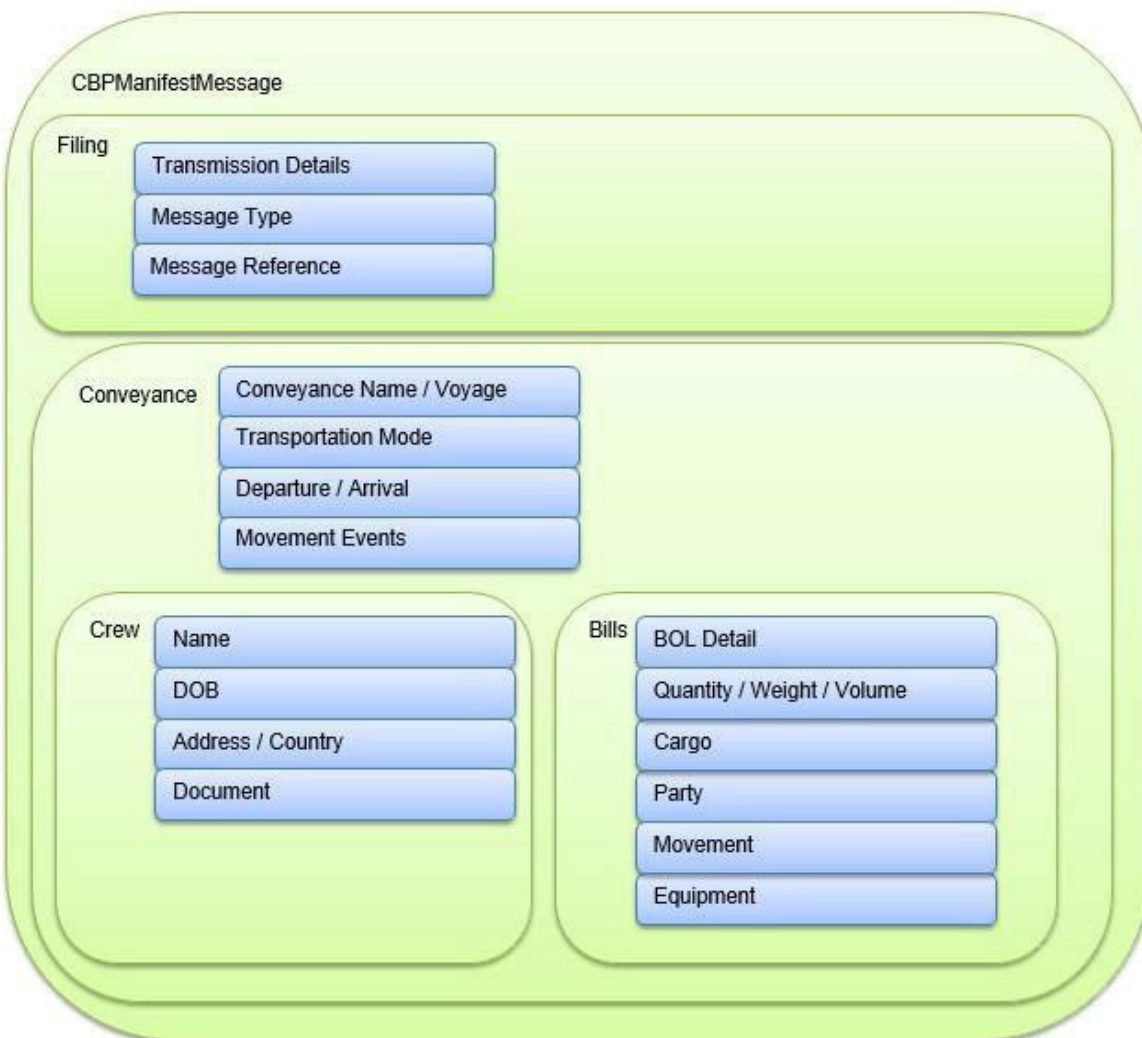 CBPManifestMessage
Filing
Transmission Details
Message Type
Message Reference
Conveyance
Conveyance Name / Voyage
Transportation Mode
Departure / Arrival
Movement Events
Crew
Name
DOB
Address / Country
Document
Bills
BOL Detail
Quantity / Weight / Volume
Cargo
Party
Movement
Equipment